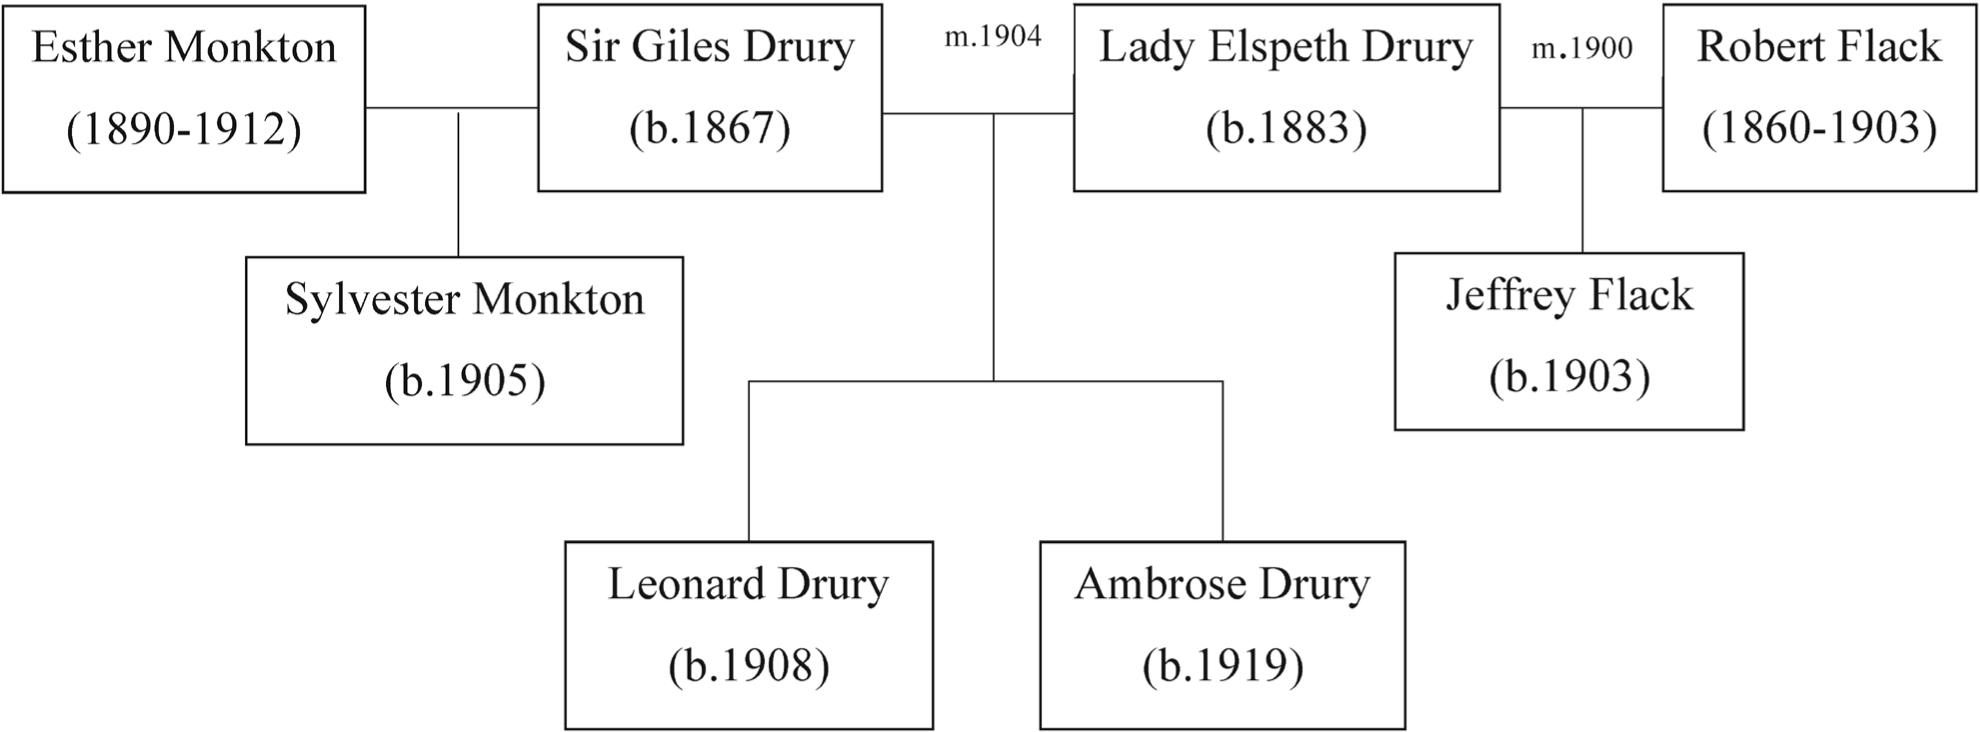 Esther Monkton
(1890-1912)
Sir Giles Drury
(b.1867)
m.1904
Lady Elspeth Drury
(b.1883)
m.1900
Robert Flack
(1860-1903)
Sylvester Monkton
(b.1905)
Jeffrey Flack
(b.1903)
Leonard Drury
(b.1908)
Ambrose Drury
(b.1919)